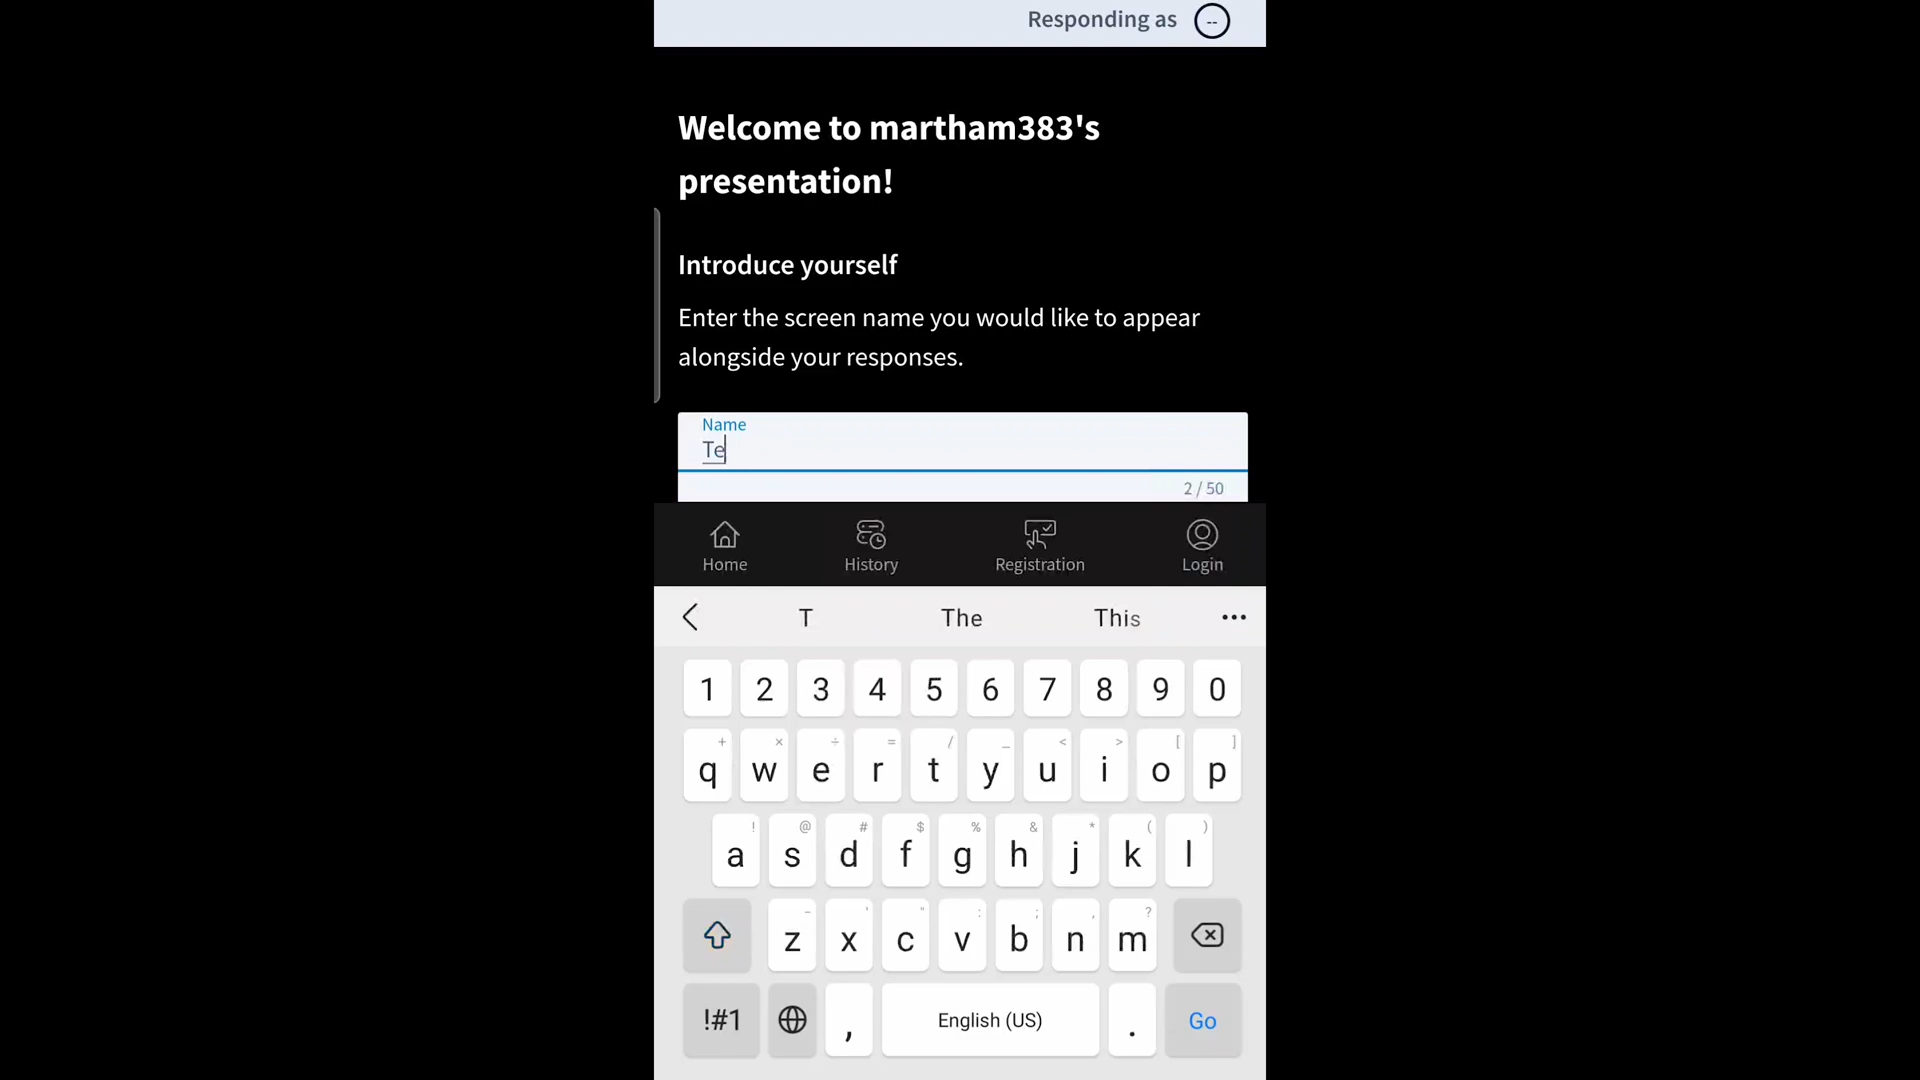 Responding as --
Welcome to martham383's
presentation!
Introduce yourself
Enter the screen name you would like to appear
alongside your responses.
Name
Te
2 / 50
Home History Registration Login
T The This •••
1 2 3 4 5 6 7 8 9 0
+ × ÷ = / _ < > [ ]
q w e r t y u i o p
! @ # $ % & * ( )
a s d f g h j k l
- ' " : ; , ?
z x c v b n m
!#1 , English (US) . Go